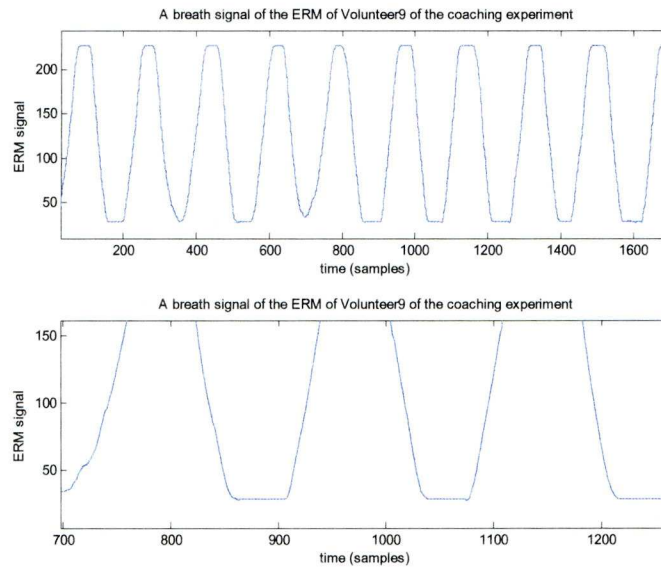 A breath signal of the ERM of Volunteer9 of the coaching experiment
200
150
100
50
ERM signal
200 400 600 800 1000 1200 1400 1600
time (samples)
A breath signal of the ERM of Volunteer9 of the coaching experiment
150
100
50
ERM signal
700 800 900 1000 1100 1200
time (samples)